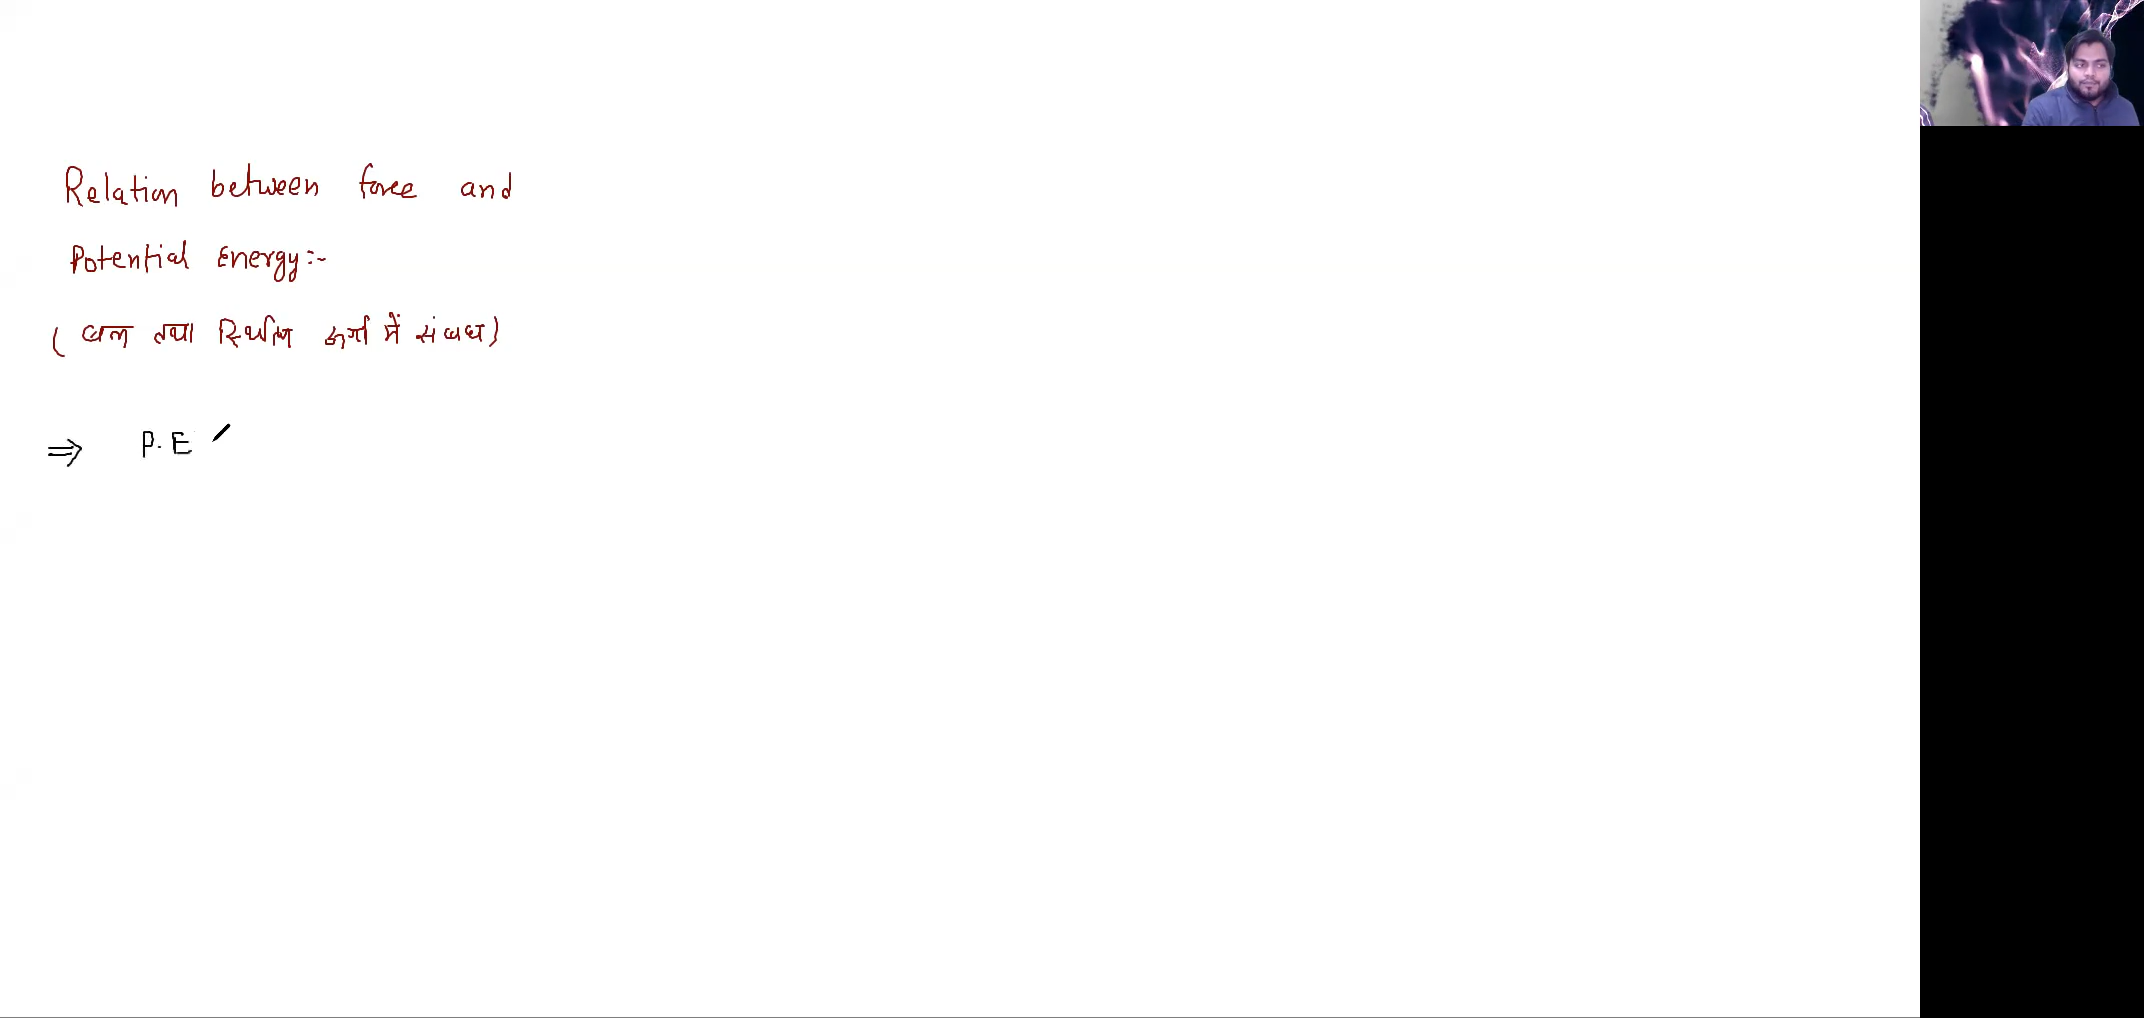 Relation between force and
Potential Energy:-
(बल तथा स्थितिज ऊर्जा में संबंध)
⇒ P.E